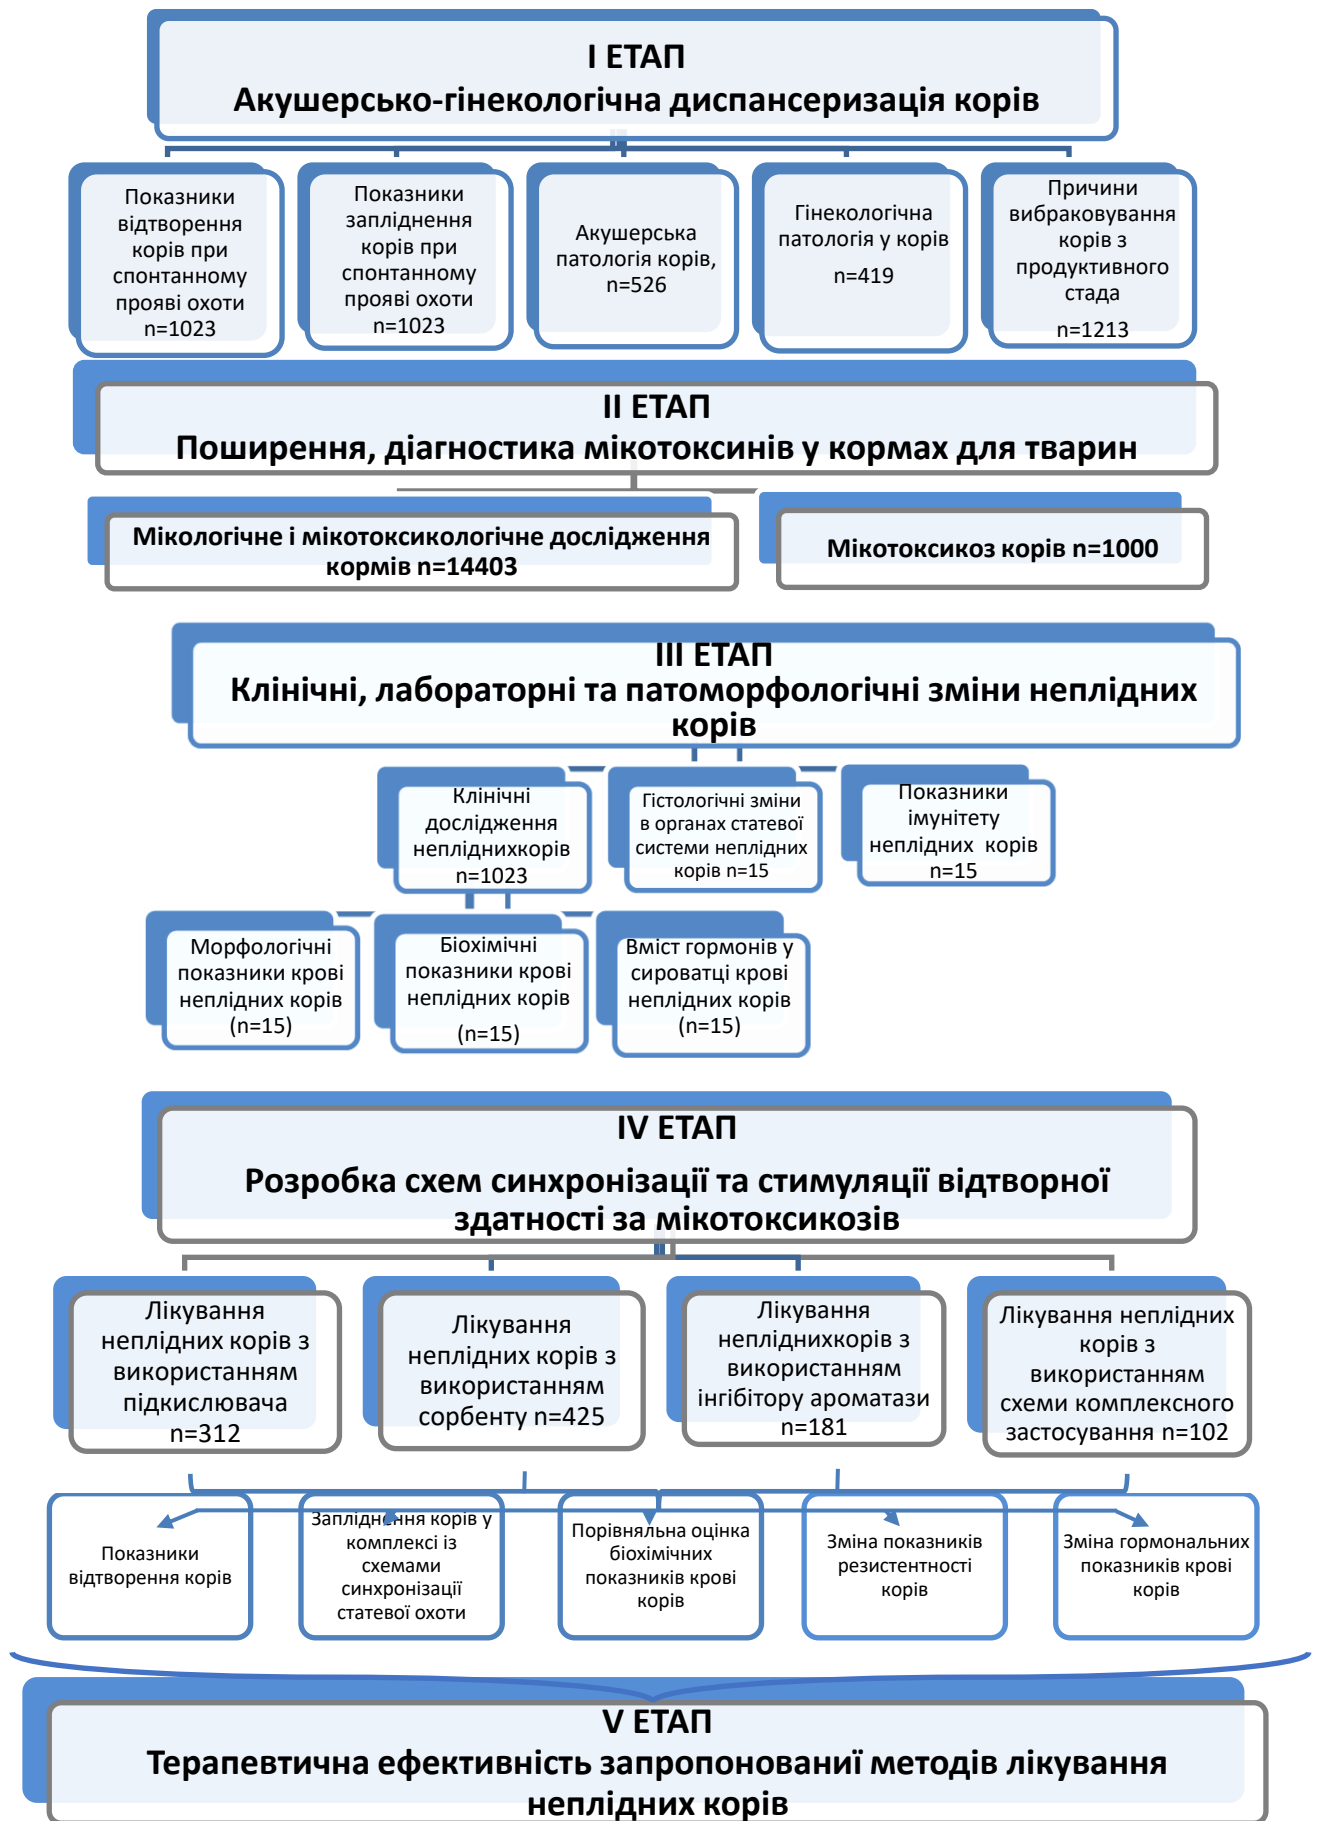 І ЕТАП
Акушерсько-гінекологічна диспансеризація корів
Показники
відтворення
корів при
спонтанному
прояві охоти
n=1023
Показники
запліднення
корів при
спонтанному
прояві охоти
n=1023
Акушерська
патологія корів,
n=526
Гінекологічна
патологія у корів
n=419
Причини
вибраковування
корів з
продуктивного
стада
n=1213
ІІ ЕТАП
Поширення, діагностика мікотоксинів у кормах для тварин
Мікологічне і мікотоксикологічне дослідження
кормів n=14403
Мікотоксикоз корів n=1000
ІІІ ЕТАП
Клінічні, лабораторні та патоморфологічні зміни неплідних
корів
Клінічні
дослідження
непліднихкорів
n=1023
Гістологічні зміни
в органах статевої
системи неплідних
корів n=15
Показники
імунітету
неплідних корів
n=15
Морфологічні
показники крові
неплідних корів
(n=15)
Біохімічні
показники крові
неплідних корів
(n=15)
Вміст гормонів у
сироватці крові
неплідних корів
(n=15)
IV ЕТАП
Розробка схем синхронізації та стимуляції відтворної
здатності за мікотоксикозів
Лікування
неплідних корів з
використанням
підкислювача
n=312
Лікування
неплідних корів з
використанням
сорбенту n=425
Лікування
непліднихкорів з
використанням
інгібітору ароматази
n=181
Лікування неплідних
корів з
використанням
схеми комплексного
застосування n=102
Показники
відтворення корів
Запліднення корів у
комплексі із
схемами
синхронізації
статевої охоти
Порівняльна оцінка
біохімічних
показників крові
корів
Зміна показників
резистентності
корів
Зміна гормональних
показників крові
корів
V ЕТАП
Терапевтична ефективність запропонованиї методів лікування
неплідних корів